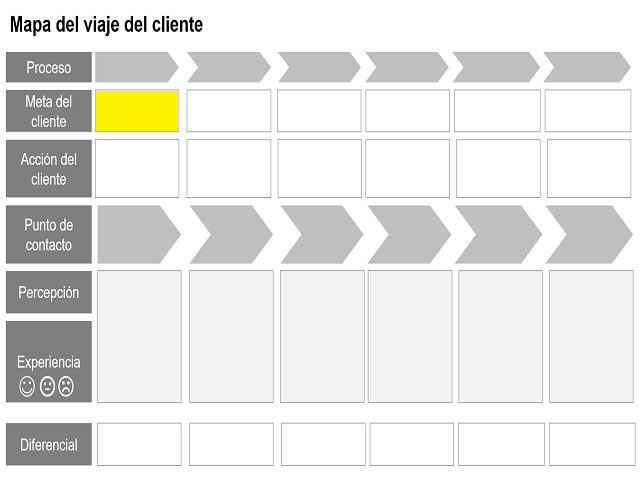 Mapa del viaje del cliente
Proceso
Meta del
cliente
Acción del
cliente
Punto de
contacto
Percepción
Experiencia
Diferencial